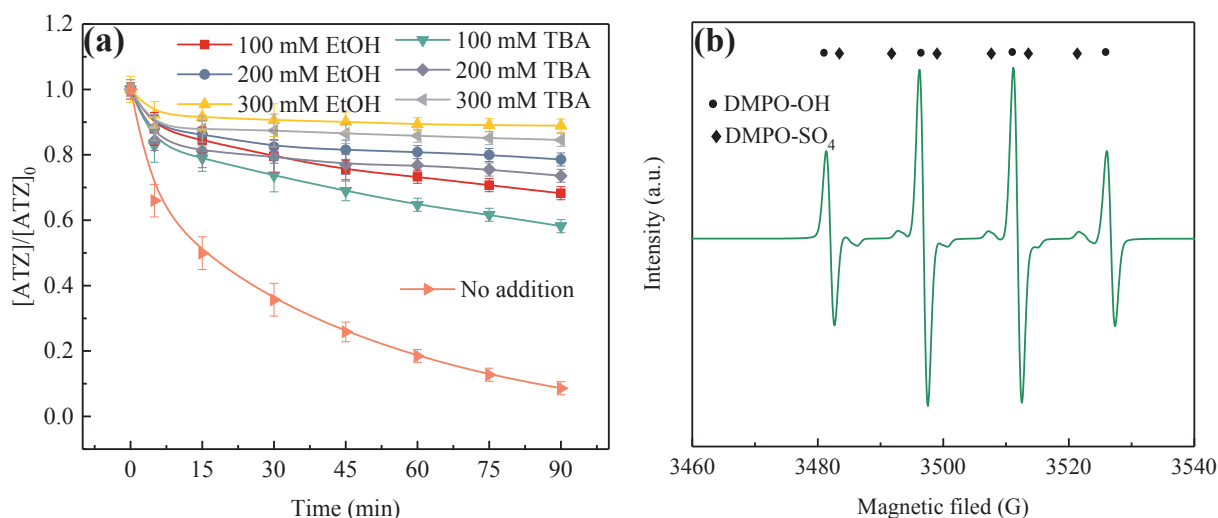 (a)
100 mM EtOH
200 mM EtOH
300 mM EtOH
100 mM TBA
200 mM TBA
300 mM TBA
No addition
[ATZ]/[ATZ]0
1.2
1.0
0.8
0.6
0.4
0.2
0.0
0 15 30 45 60 75 90
Time (min)
(b)
DMPO-OH
DMPO-SO4
Intensity (a.u.)
3460 3480 3500 3520 3540
Magnetic filed (G)